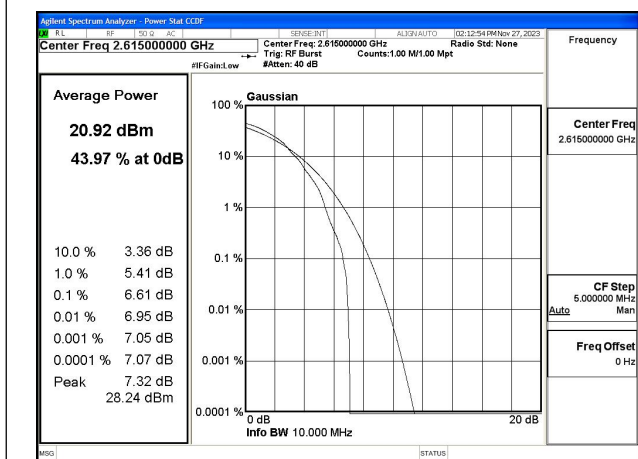 Agilent Spectrum Analyzer - Power Stat CCDF
RL RF 50 Ω AC SENSE:INT ALIGN AUTO 02:12:54 PM Nov 27, 2023
Center Freq 2.615000000 GHz
Center Freq: 2.615000000 GHz Radio Std: None
Trig: RF Burst Counts:1.00 M/1.00 Mpt
#IFGain:Low #Atten: 40 dB
Frequency
Average Power
20.92 dBm
43.97 % at 0dB
10.0 % 3.36 dB
1.0 % 5.41 dB
0.1 % 6.61 dB
0.01 % 6.95 dB
0.001 % 7.05 dB
0.0001 % 7.07 dB
Peak 7.32 dB
28.24 dBm
Gaussian
100 %
10 %
1 %
0.1 %
0.01 %
0.001 %
0.0001 %
0 dB 20 dB
Info BW 10.000 MHz
Center Freq
2.615000000 GHz
CF Step
5.000000 MHz
Auto Man
Freq Offset
0 Hz
MSG STATUS